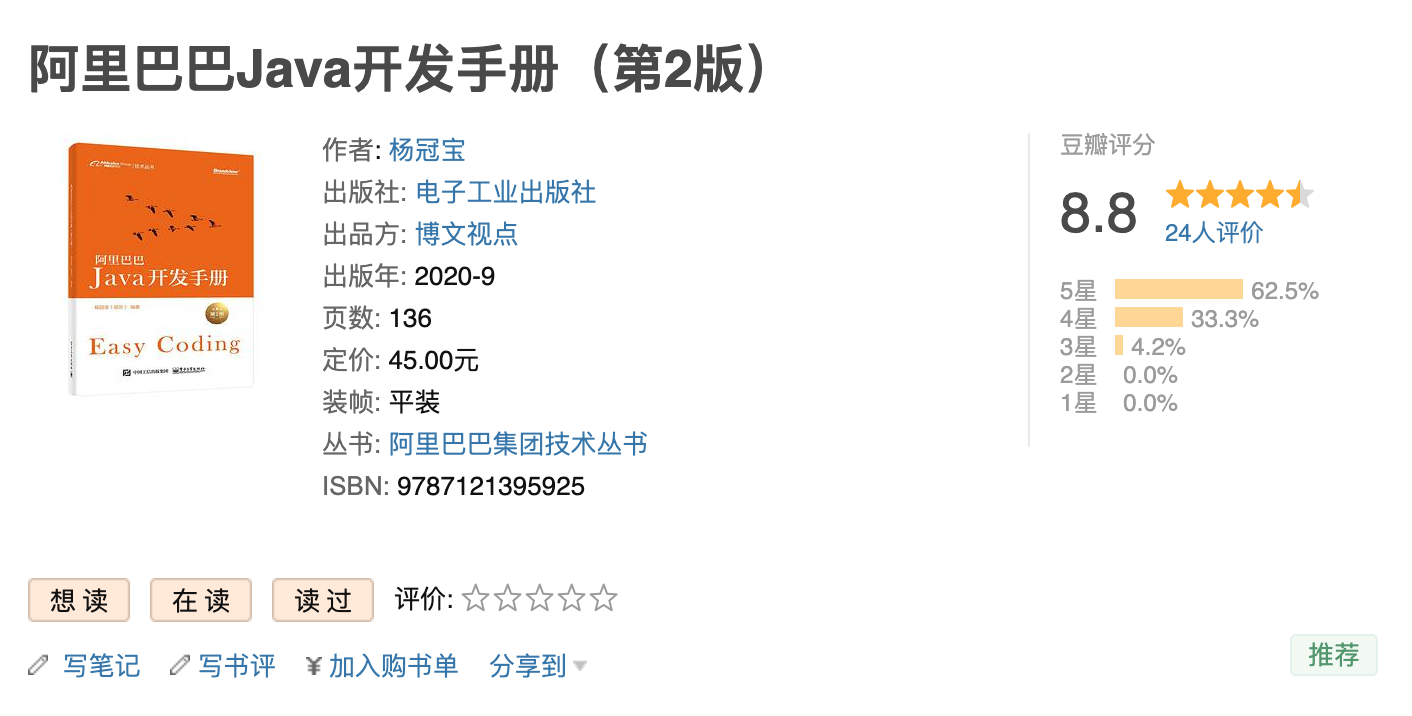 阿里巴巴Java开发手册（第2版）
阿里巴巴
Java开发手册
Easy Coding
作者: 杨冠宝
出版社: 电子工业出版社
出品方: 博文视点
出版年: 2020-9
页数: 136
定价: 45.00元
装帧: 平装
丛书: 阿里巴巴集团技术丛书
ISBN: 9787121395925
豆瓣评分
8.8
24人评价
5星 62.5%
4星 33.3%
3星 4.2%
2星 0.0%
1星 0.0%
想读 在读 读过 评价:
写笔记 写书评 ¥加入购书单 分享到
推荐